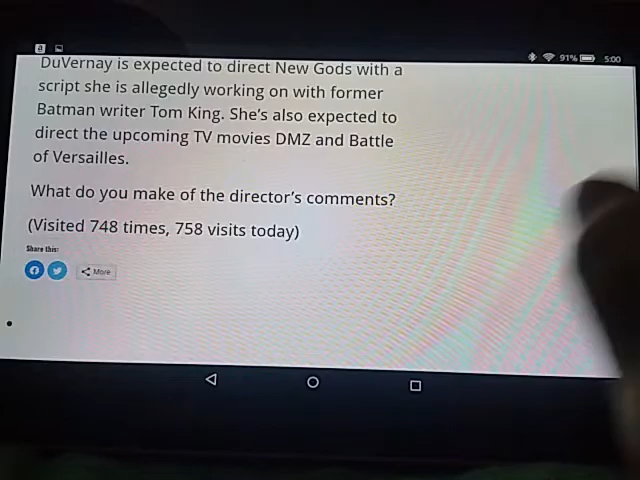 91% 5:00
DuVernay is expected to direct New Gods with a
script she is allegedly working on with former
Batman writer Tom King. She's also expected to
direct the upcoming TV movies DMZ and Battle
of Versailles.
What do you make of the director's comments?
(Visited 748 times, 758 visits today)
Share this:
More